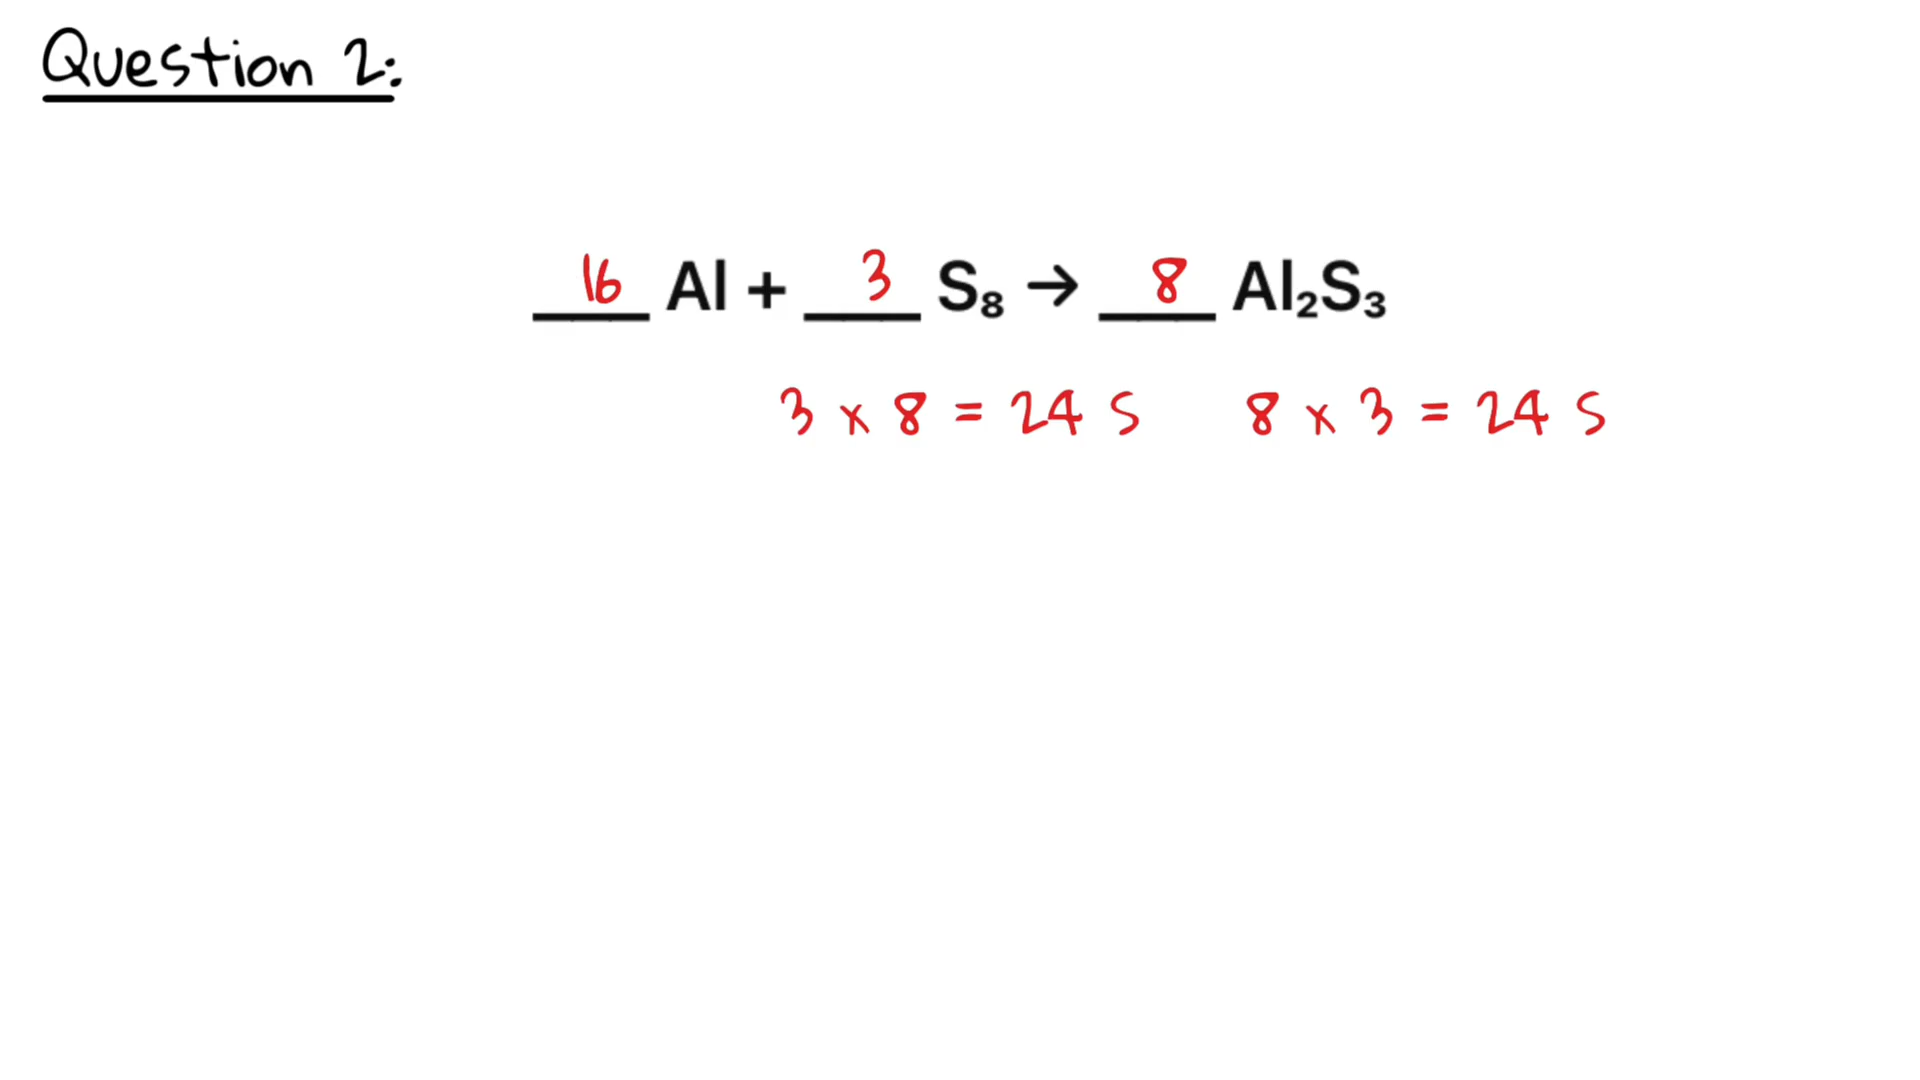 Question 2:
16 Al + 3 S₈ → 8 Al₂S₃
3 x 8 = 24 S 8 x 3 = 24 S